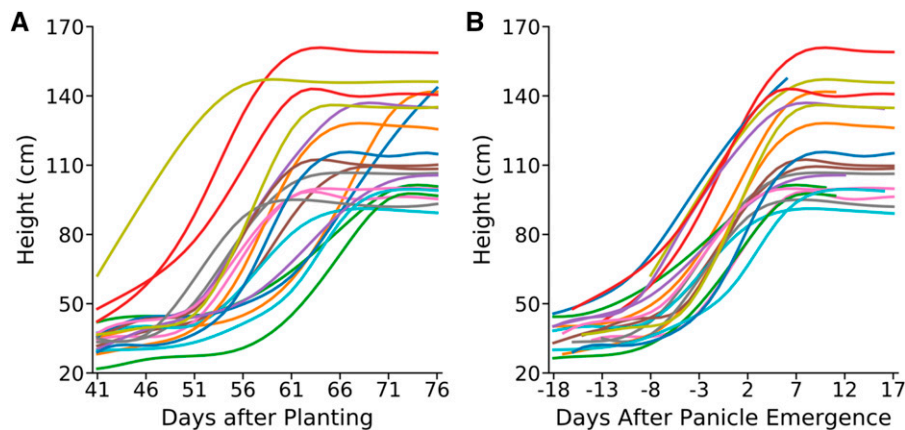 A
170
140
110
80
50
20
Height (cm)
41 46 51 56 61 66 71 76
Days after Planting
B
170
140
110
80
50
20
Height (cm)
-18 -13 -8 -3 2 7 12 17
Days After Panicle Emergence